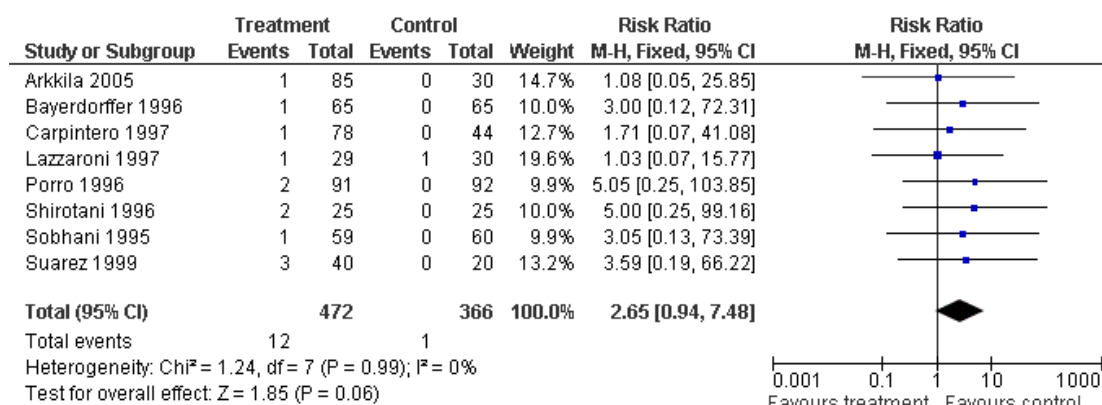 Treatment Control Risk Ratio Risk Ratio
Study or Subgroup Events Total Events Total Weight M-H, Fixed, 95% CI M-H, Fixed, 95% CI
Arkkila 2005 1 85 0 30 14.7% 1.08 [0.05, 25.85]
Bayerdorffer 1996 1 65 0 65 10.0% 3.00 [0.12, 72.31]
Carpintero 1997 1 78 0 44 12.7% 1.71 [0.07, 41.08]
Lazzaroni 1997 1 29 1 30 19.6% 1.03 [0.07, 15.77]
Porro 1996 2 91 0 92 9.9% 5.05 [0.25, 103.85]
Shirotani 1996 2 25 0 25 10.0% 5.00 [0.25, 99.16]
Sobhani 1995 1 59 0 60 9.9% 3.05 [0.13, 73.39]
Suarez 1999 3 40 0 20 13.2% 3.59 [0.19, 66.22]
Total (95% CI) 472 366 100.0% 2.65 [0.94, 7.48]
Total events 12 1
Heterogeneity: Chi² = 1.24, df = 7 (P = 0.99); I² = 0%
Test for overall effect: Z = 1.85 (P = 0.06)
0.001 0.1 1 10 1000
Favours treatment Favours control